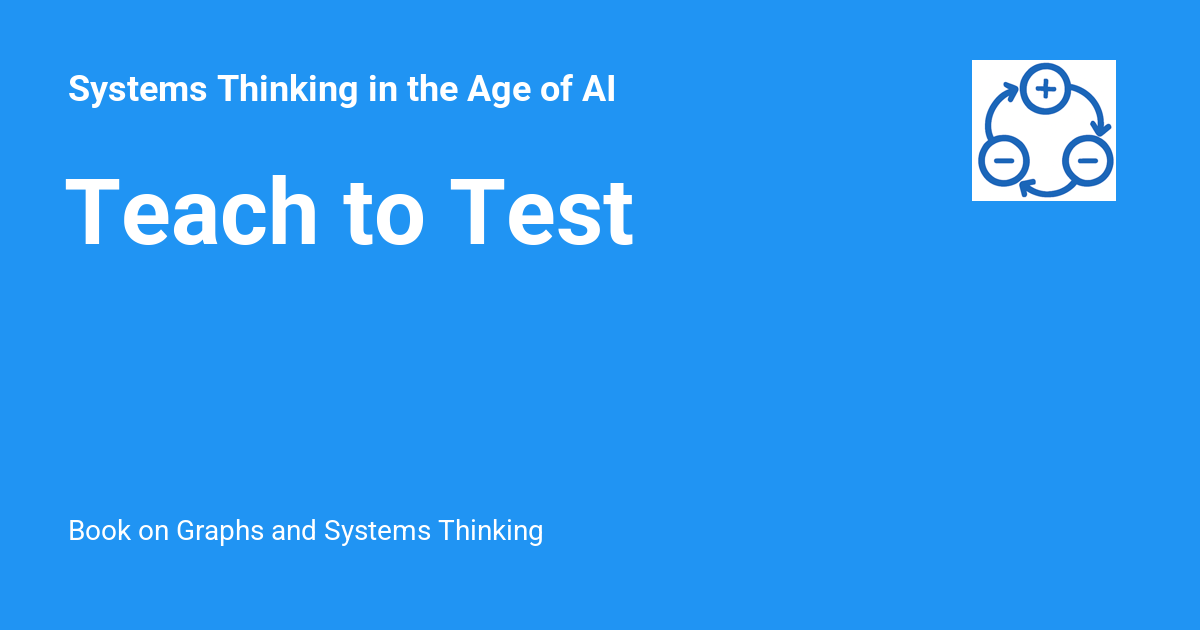 Systems Thinking in the Age of AI
Teach to Test
Book on Graphs and Systems Thinking